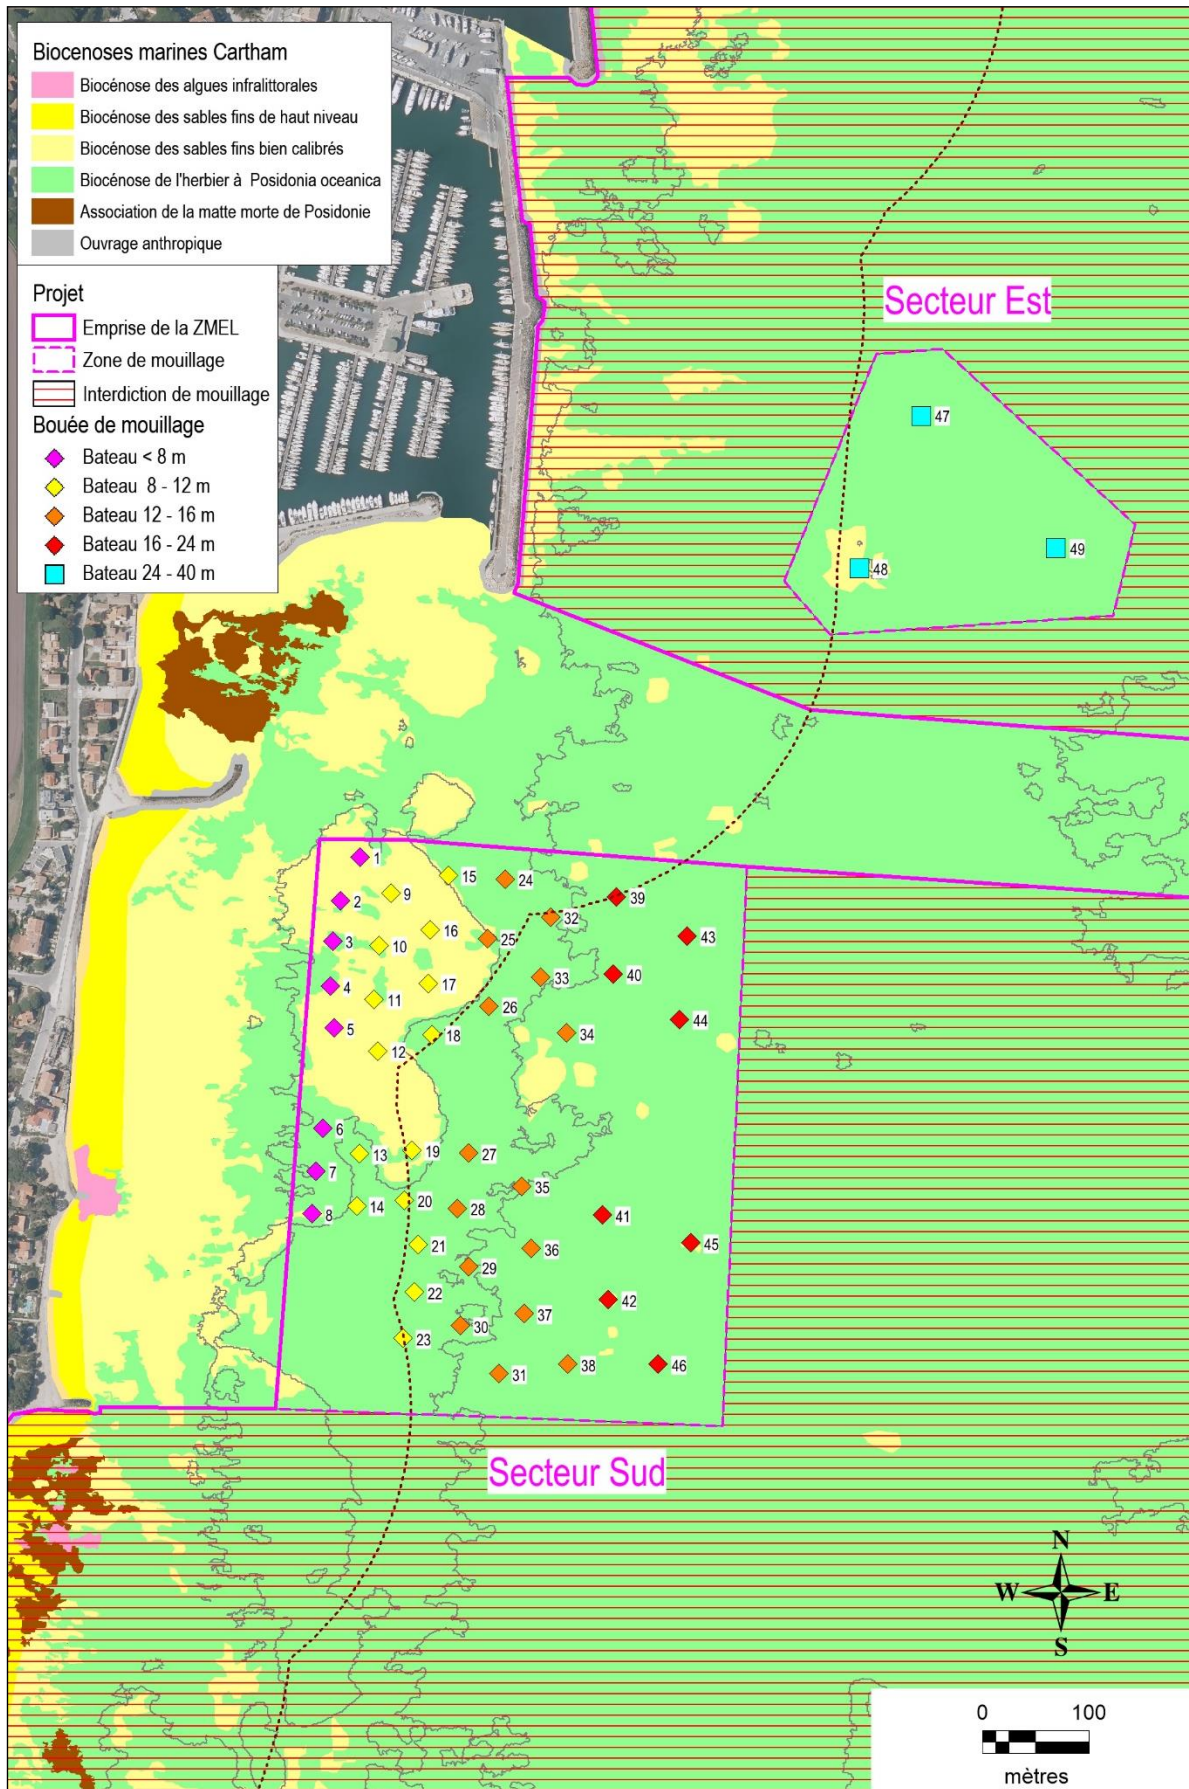 Biocenoses marines Cartham
Biocénose des algues infralittorales
Biocénose des sables fins de haut niveau
Biocénose des sables fins bien calibrés
Biocénose de l'herbier à Posidonia oceanica
Association de la matte morte de Posidonie
Ouvrage anthropique
Projet
Emprise de la ZMEL
Zone de mouillage
Interdiction de mouillage
Bouée de mouillage
Bateau < 8 m
Bateau 8 - 12 m
Bateau 12 - 16 m
Bateau 16 - 24 m
Bateau 24 - 40 m
Secteur Est
47
49
48
1
15
24
2
9
39
32
16
25
43
3
10
40
33
4
17
11
26
44
5
18
34
12
6
13
19
27
7
35
20
14
28
8
41
21
36
45
29
22
42
37
30
23
38
46
31
Secteur Sud
N
W E
S
0 100
mètres